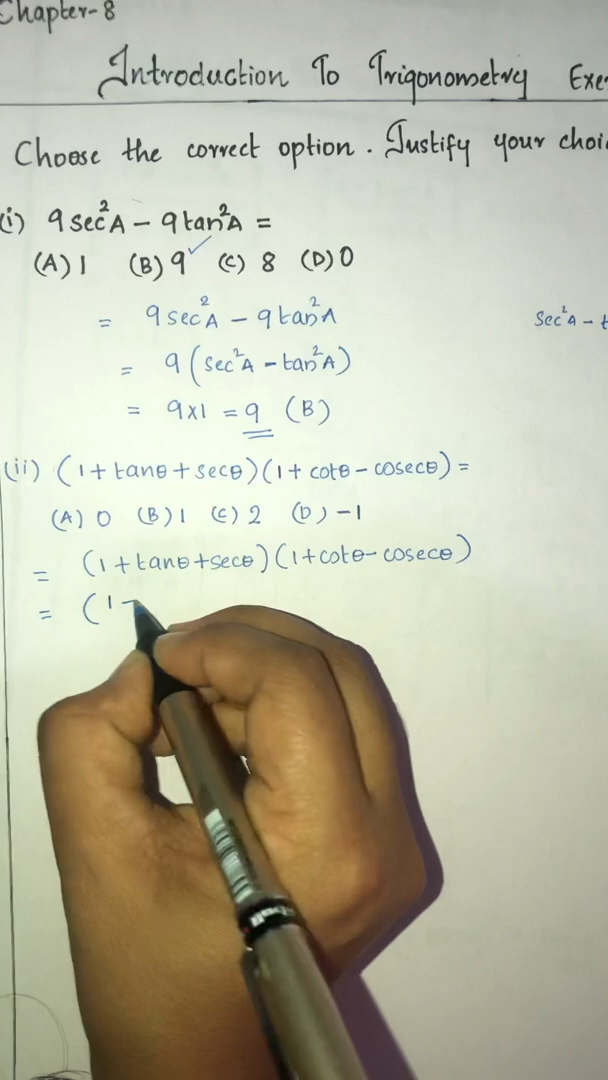 Chapter-8
Introduction To Trigonometry
Choose the correct option. Justify your
(i) 9 sec²A – 9 tan²A =
(A) 1 (B) 9 ✓ (C) 8 (D) 0
= 9 sec²A – 9 tan²A
sec²A –
= 9 (sec²A – tan²A)
= 9×1 = 9 (B)
(ii) (1 + tanθ + secθ)(1 + cotθ – cosecθ) =
(A) 0 (B) 1 (C) 2 (D) –1
= (1 + tanθ + secθ)(1 + cotθ – cosecθ)
= (1